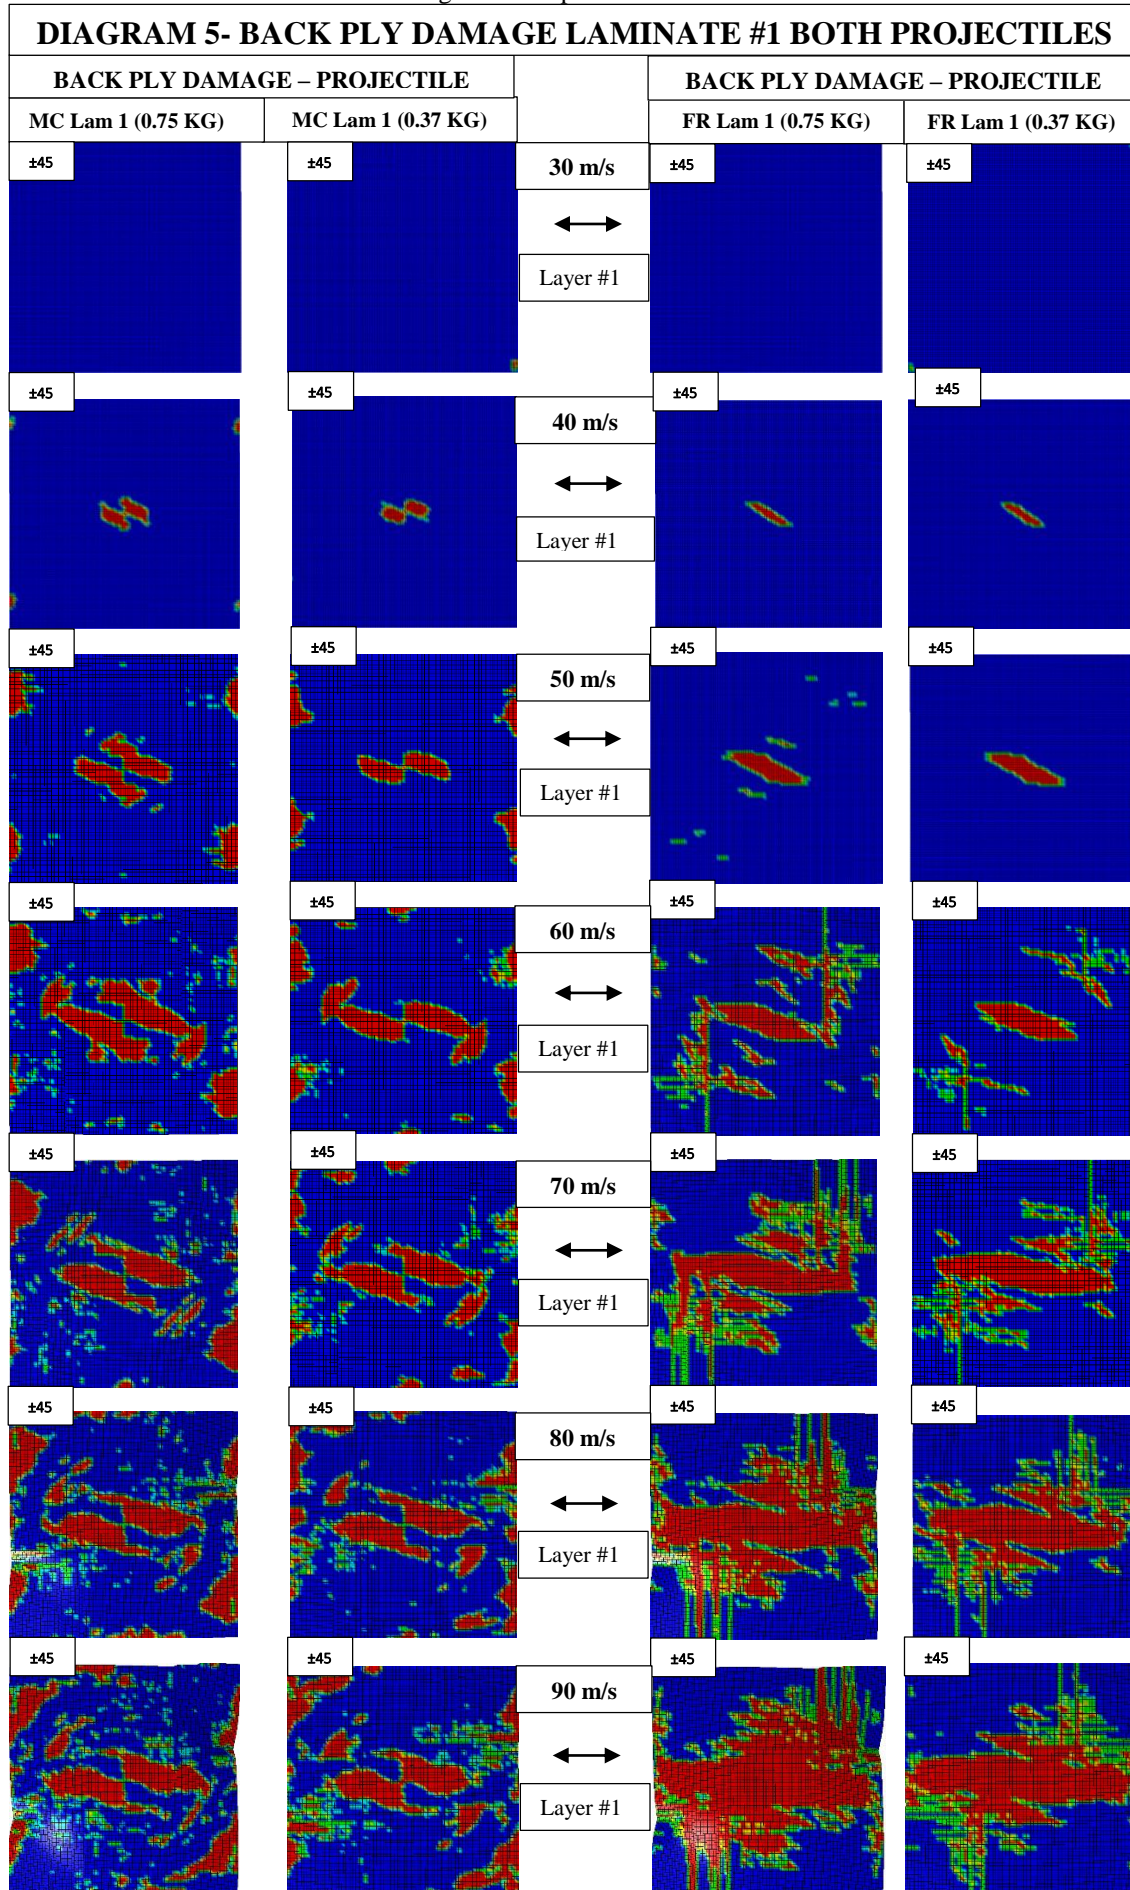 DIAGRAM 5- BACK PLY DAMAGE LAMINATE #1 BOTH PROJECTILES
BACK PLY DAMAGE – PROJECTILE
BACK PLY DAMAGE – PROJECTILE
MC Lam 1 (0.75 KG)
MC Lam 1 (0.37 KG)
FR Lam 1 (0.75 KG)
FR Lam 1 (0.37 KG)
±45
±45
30 m/s
Layer #1
±45
±45
±45
±45
40 m/s
Layer #1
±45
±45
±45
±45
50 m/s
Layer #1
±45
±45
±45
±45
60 m/s
Layer #1
±45
±45
±45
±45
70 m/s
Layer #1
±45
±45
±45
±45
80 m/s
Layer #1
±45
±45
±45
±45
90 m/s
Layer #1
±45
±45